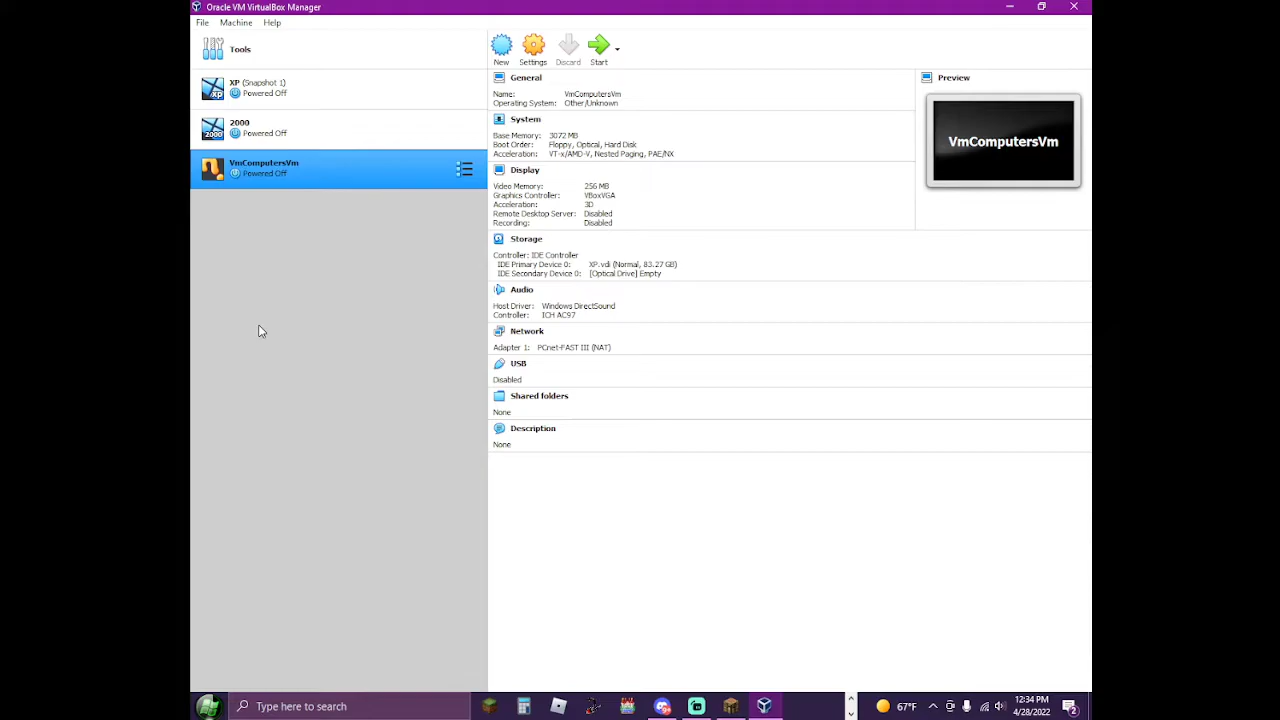 Oracle VM VirtualBox Manager
File Machine Help
Tools
XP (Snapshot 1)
Powered Off
2000
Powered Off
VmComputersVm
Powered Off
New Settings Discard Start
General
Name: VmComputersVm
Operating System: Other/Unknown
System
Base Memory: 3072 MB
Boot Order: Floppy, Optical, Hard Disk
Acceleration: VT-x/AMD-V, Nested Paging, PAE/NX
Display
Video Memory: 256 MB
Graphics Controller: VBoxVGA
Acceleration: 3D
Remote Desktop Server: Disabled
Recording: Disabled
Storage
Controller: IDE Controller
IDE Primary Device 0: XP.vdi (Normal, 83.27 GB)
IDE Secondary Device 0: [Optical Drive] Empty
Audio
Host Driver: Windows DirectSound
Controller: ICH AC97
Network
Adapter 1: PCnet-FAST III (NAT)
USB
Disabled
Shared folders
None
Description
None
Preview
VmComputersVm
XP
2000
Type here to search
67°F
12:34 PM
4/28/2022
2